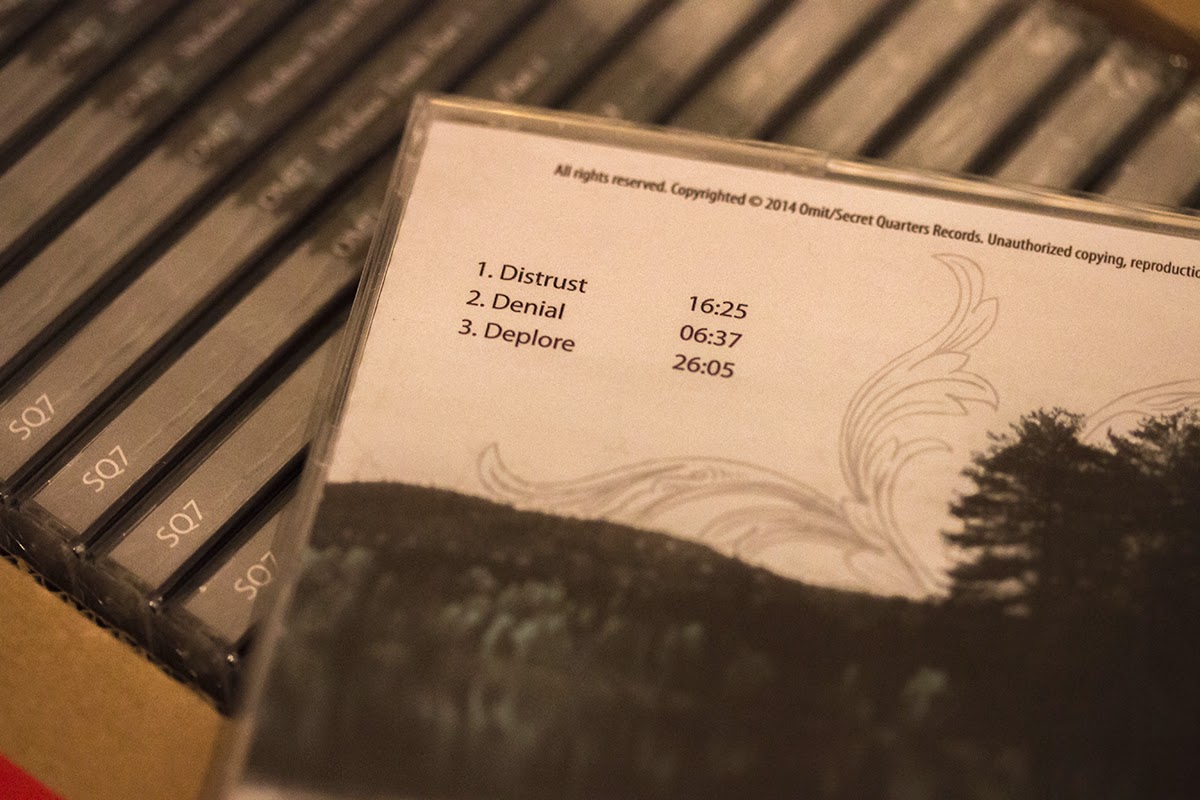 All rights reserved. Copyrighted © 2014 Omit/Secret Quarters Records. Unauthorized copying, reproductio
1. Distrust 16:25
2. Denial 06:37
3. Deplore 26:05
SQ7
SQ7
SQ7
SQ7